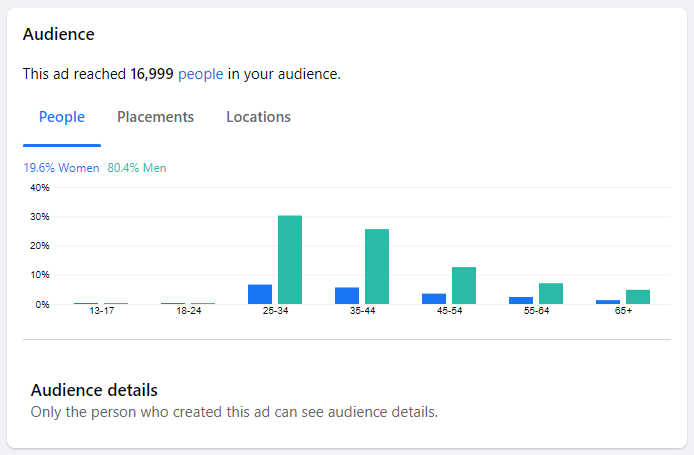 Audience
This ad reached 16,999 people in your audience.
People Placements Locations
19.6% Women 80.4% Men
40%
30%
20%
10%
0%
13-17 18-24 25-34 35-44 45-54 55-64 65+
Audience details
Only the person who created this ad can see audience details.